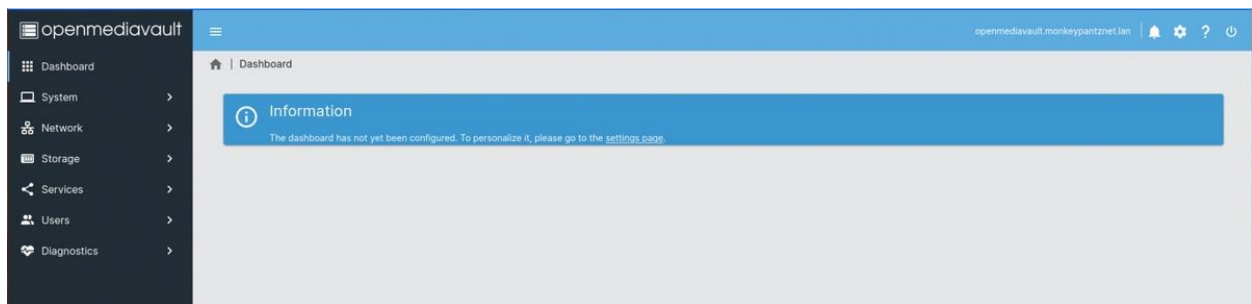 openmediavault
openmediavault.monkeypantznet.lan
Dashboard
| Dashboard
System
Network
Storage
Services
Users
Diagnostics
Information
The dashboard has not yet been configured. To personalize it, please go to the settings page.